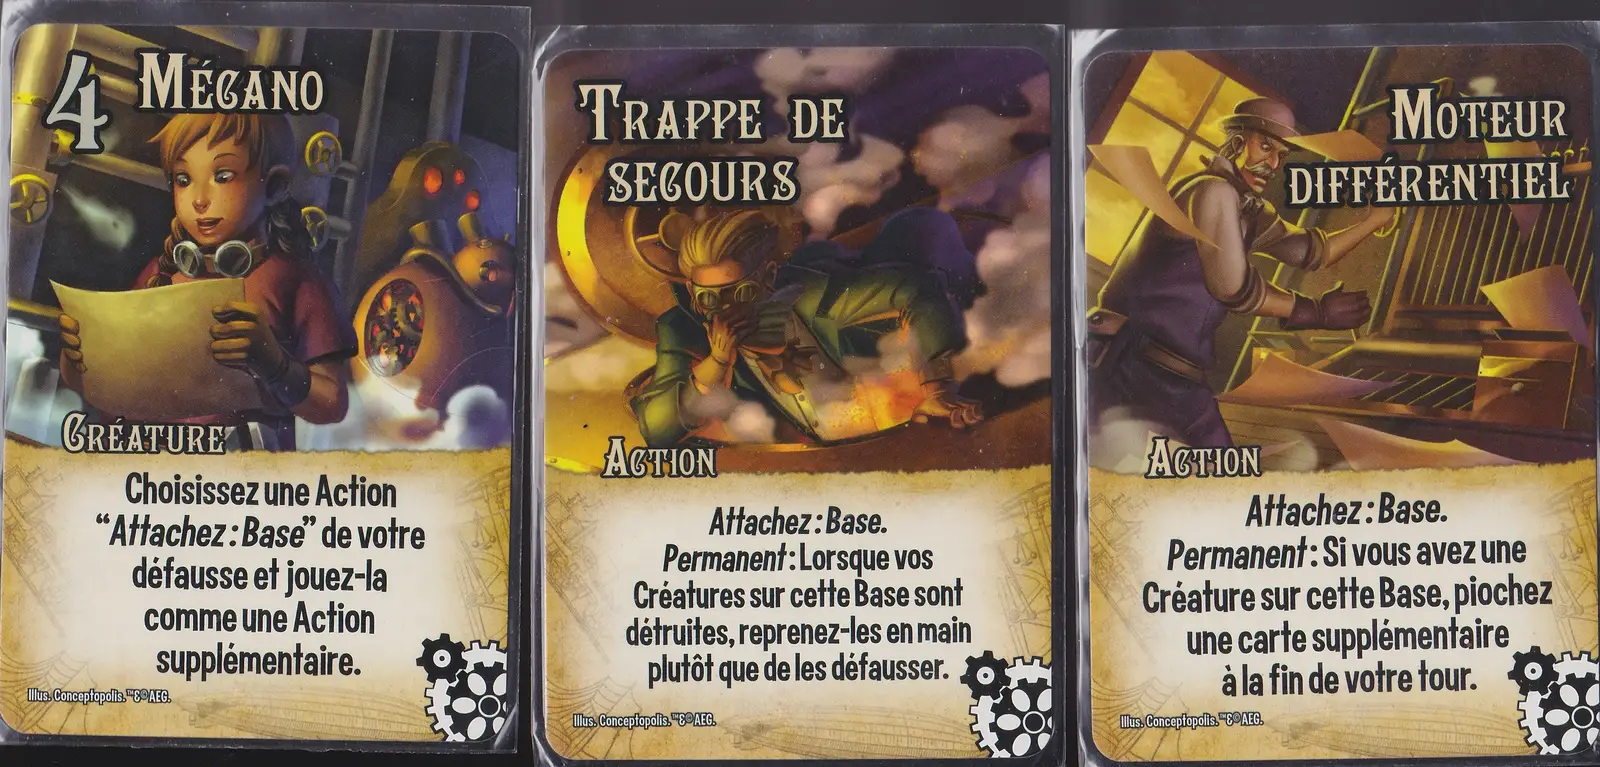 4
Mécano
Créature
Choisissez une Action
“Attachez : Base” de votre
défausse et jouez-la
comme une Action
supplémentaire.
Illus. Conceptopolis.™&©AEG.
Trappe de
secours
Action
Attachez : Base.
Permanent : Lorsque vos
Créatures sur cette Base sont
détruites, reprenez-les en main
plutôt que de les défausser.
Illus. Conceptopolis.™&©AEG.
Moteur
différentiel
Action
Attachez : Base.
Permanent : Si vous avez une
Créature sur cette Base, piochez
une carte supplémentaire
à la fin de votre tour.
Illus. Conceptopolis.™&©AEG.